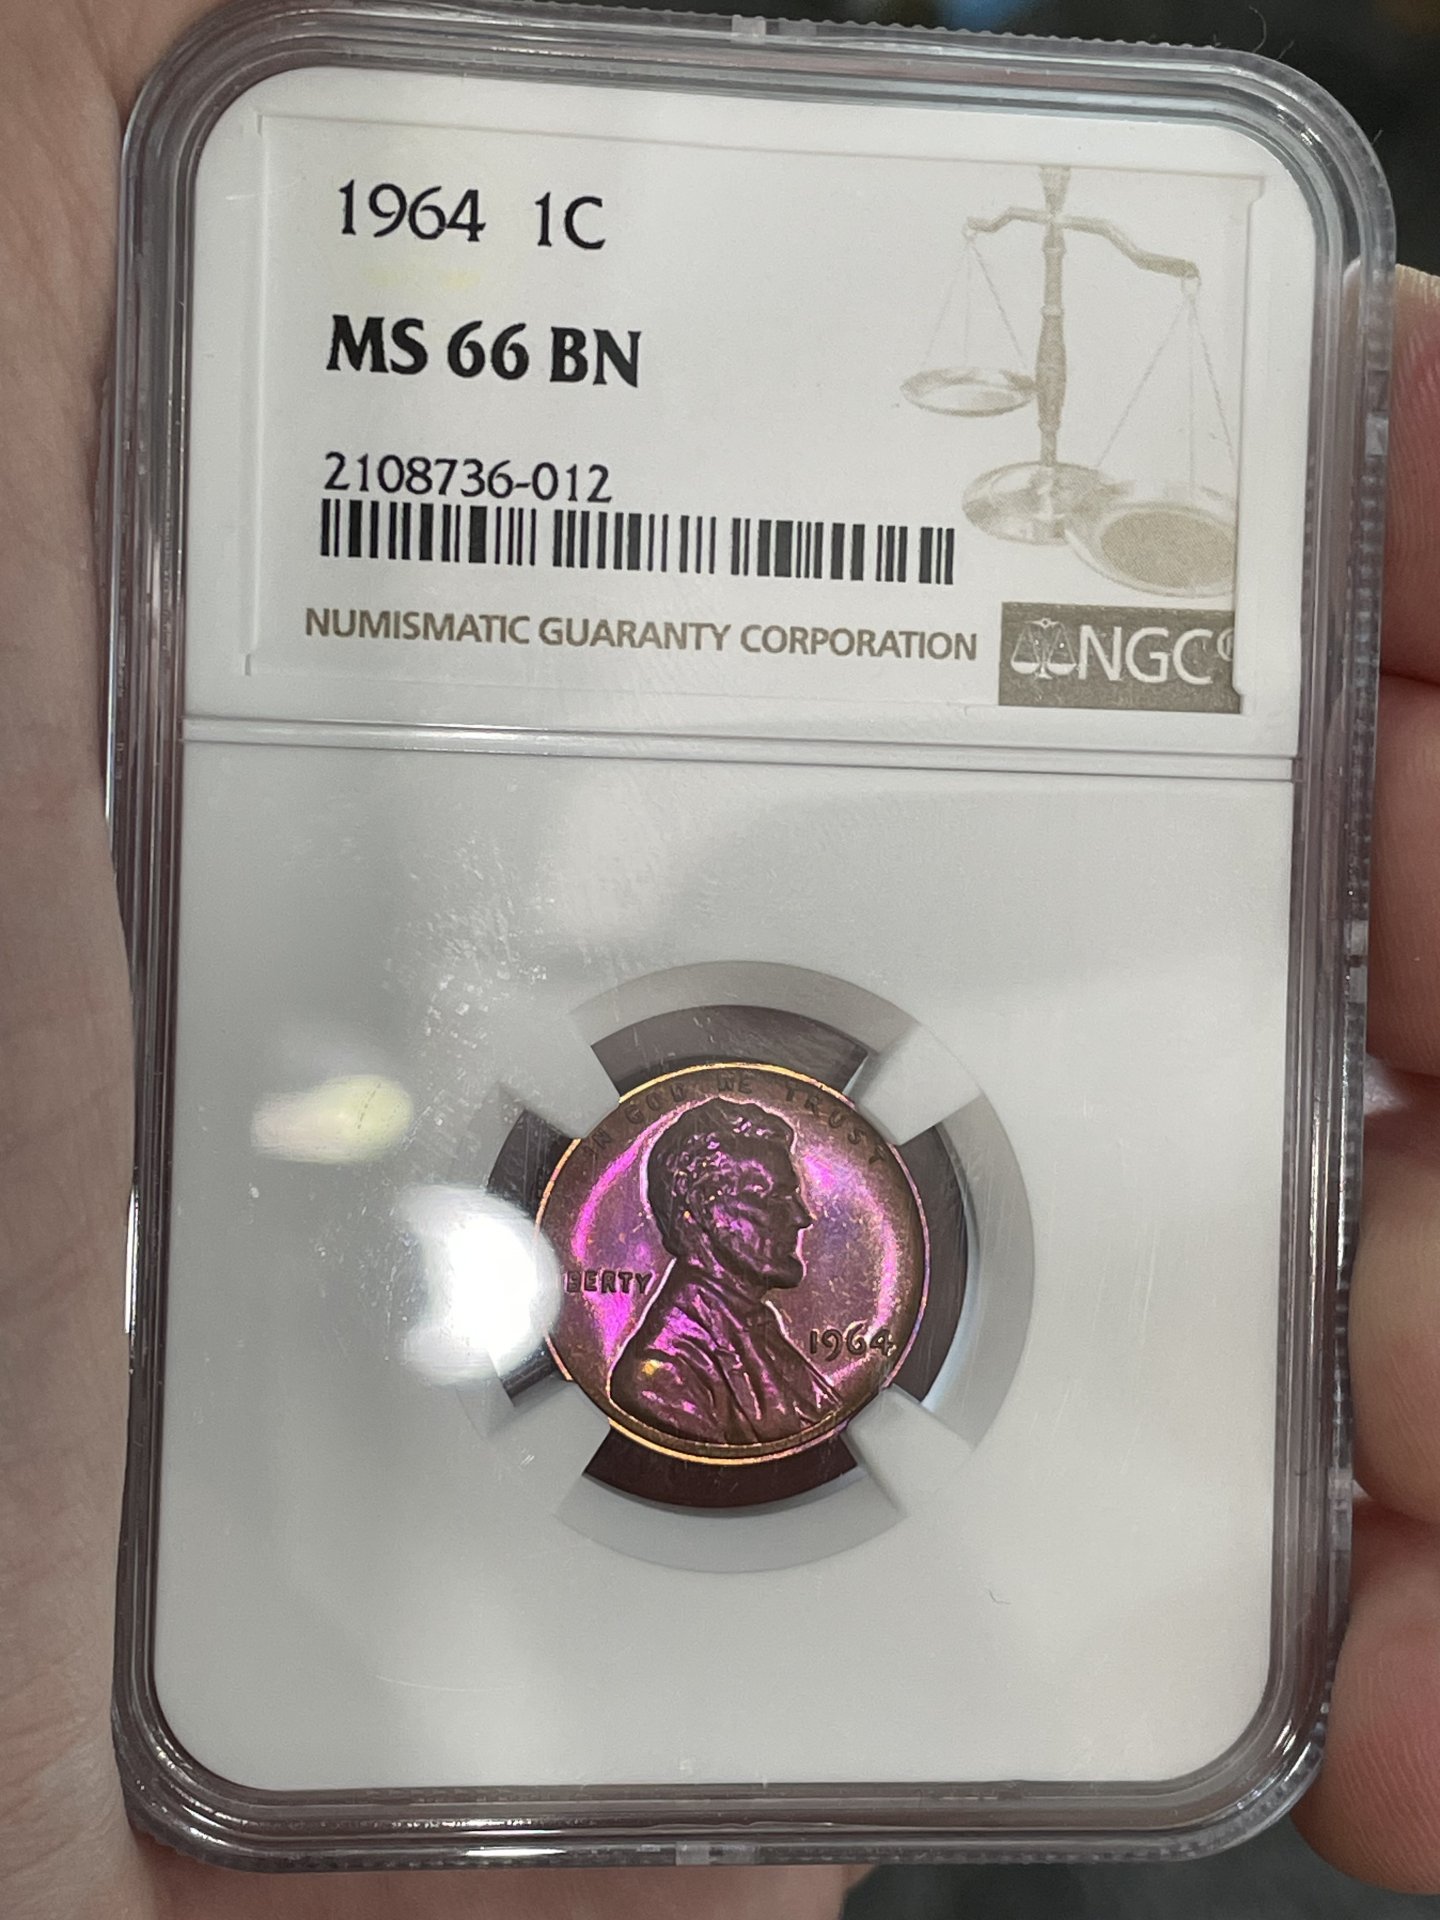 1964 1C
MS 66 BN
2108736-012
NUMISMATIC GUARANTY CORPORATION
NGC
IN GOD WE TRUST
LIBERTY
1964